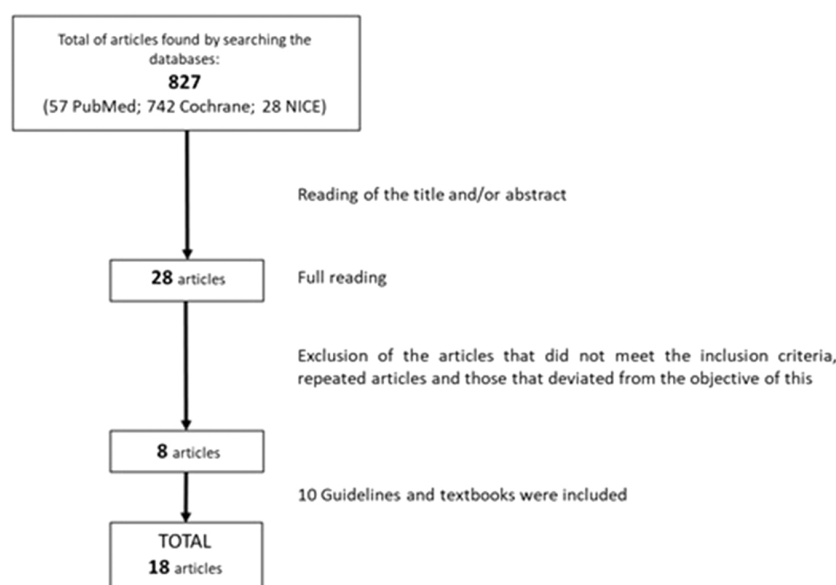 Total of articles found by searching the
databases:
827
(57 PubMed; 742 Cochrane; 28 NICE)
Reading of the title and/or abstract
28 articles
Full reading
Exclusion of the articles that did not meet the inclusion criteria,
repeated articles and those that deviated from the objective of this
8 articles
10 Guidelines and textbooks were included
TOTAL
18 articles